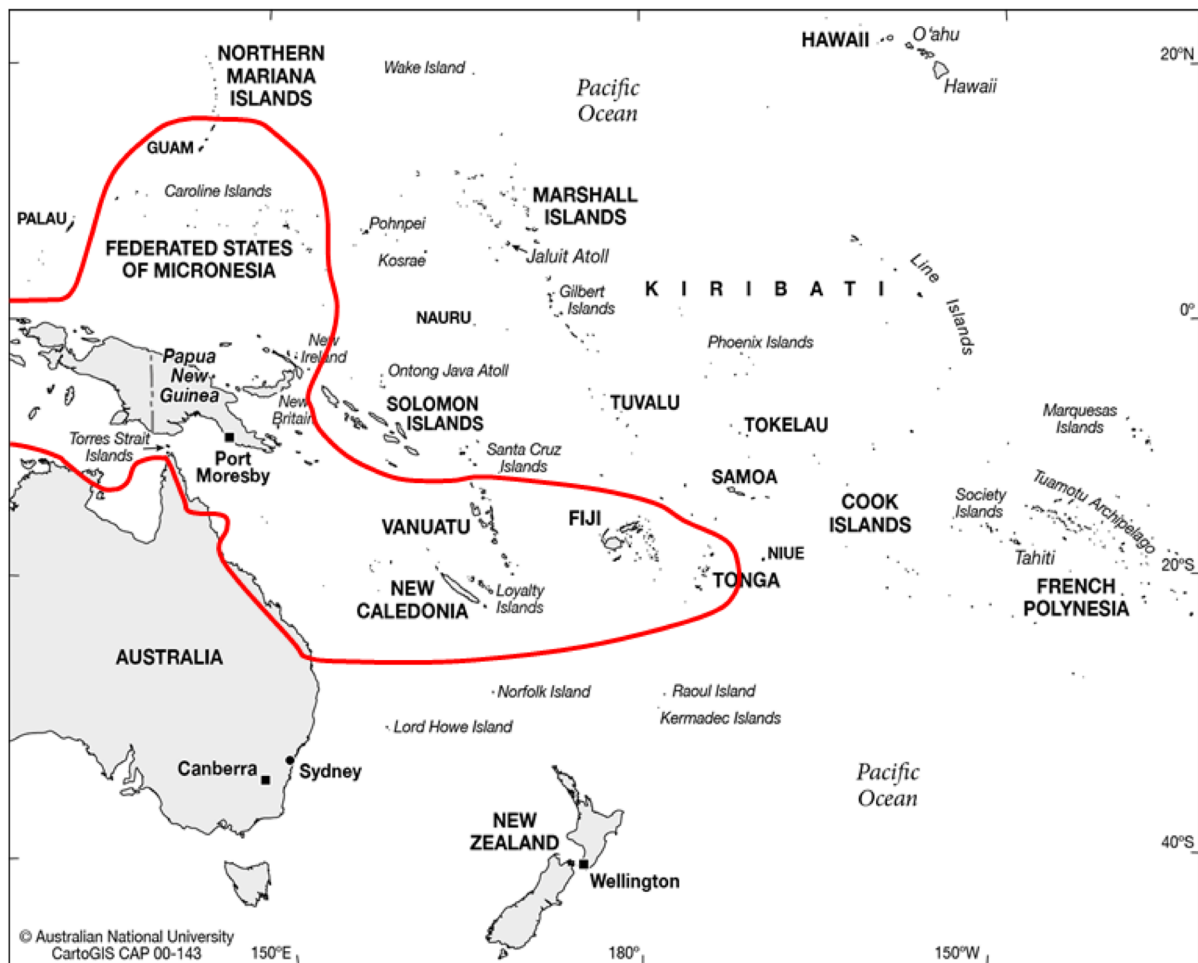 NORTHERN
MARIANA
ISLANDS
Wake Island
Pacific
Ocean
HAWAII
O'ahu
Hawaii
20°N
GUAM
Caroline Islands
PALAU
FEDERATED STATES
OF MICRONESIA
Pohnpei
Kosrae
MARSHALL
ISLANDS
Jaluit Atoll
Gilbert
Islands
KIRIBATI
Line
Islands
NAURU
0°
Phoenix Islands
Papua
New
Guinea
New
Ireland
New
Britain
Ontong Java Atoll
SOLOMON
ISLANDS
TUVALU
TOKELAU
Marquesas
Islands
Torres Strait
Islands
Port
Moresby
Santa Cruz
Islands
SAMOA
COOK
ISLANDS
Society
Islands
Tuamotu Archipelago
VANUATU
FIJI
NIUE
TONGA
Tahiti
20°S
NEW
CALEDONIA
Loyalty
Islands
FRENCH
POLYNESIA
AUSTRALIA
Norfolk Island
Raoul Island
Lord Howe Island
Kermadec Islands
Canberra
Sydney
Pacific
Ocean
NEW
ZEALAND
Wellington
40°S
© Australian National University
CartoGIS CAP 00-143
150°E
180°
150°W